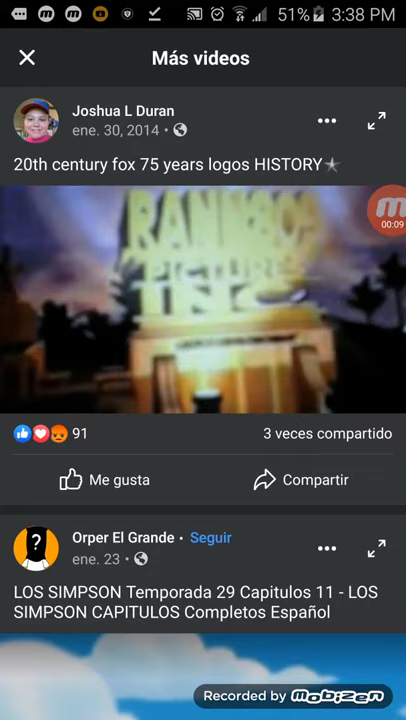 51% 3:38 PM
Más videos
Joshua L Duran
ene. 30, 2014 •
20th century fox 75 years logos HISTORY
00:09
91
3 veces compartido
Me gusta
Compartir
Orper El Grande • Seguir
ene. 23 •
LOS SIMPSON Temporada 29 Capitulos 11 - LOS
SIMPSON CAPITULOS Completos Español
Recorded by mobizen